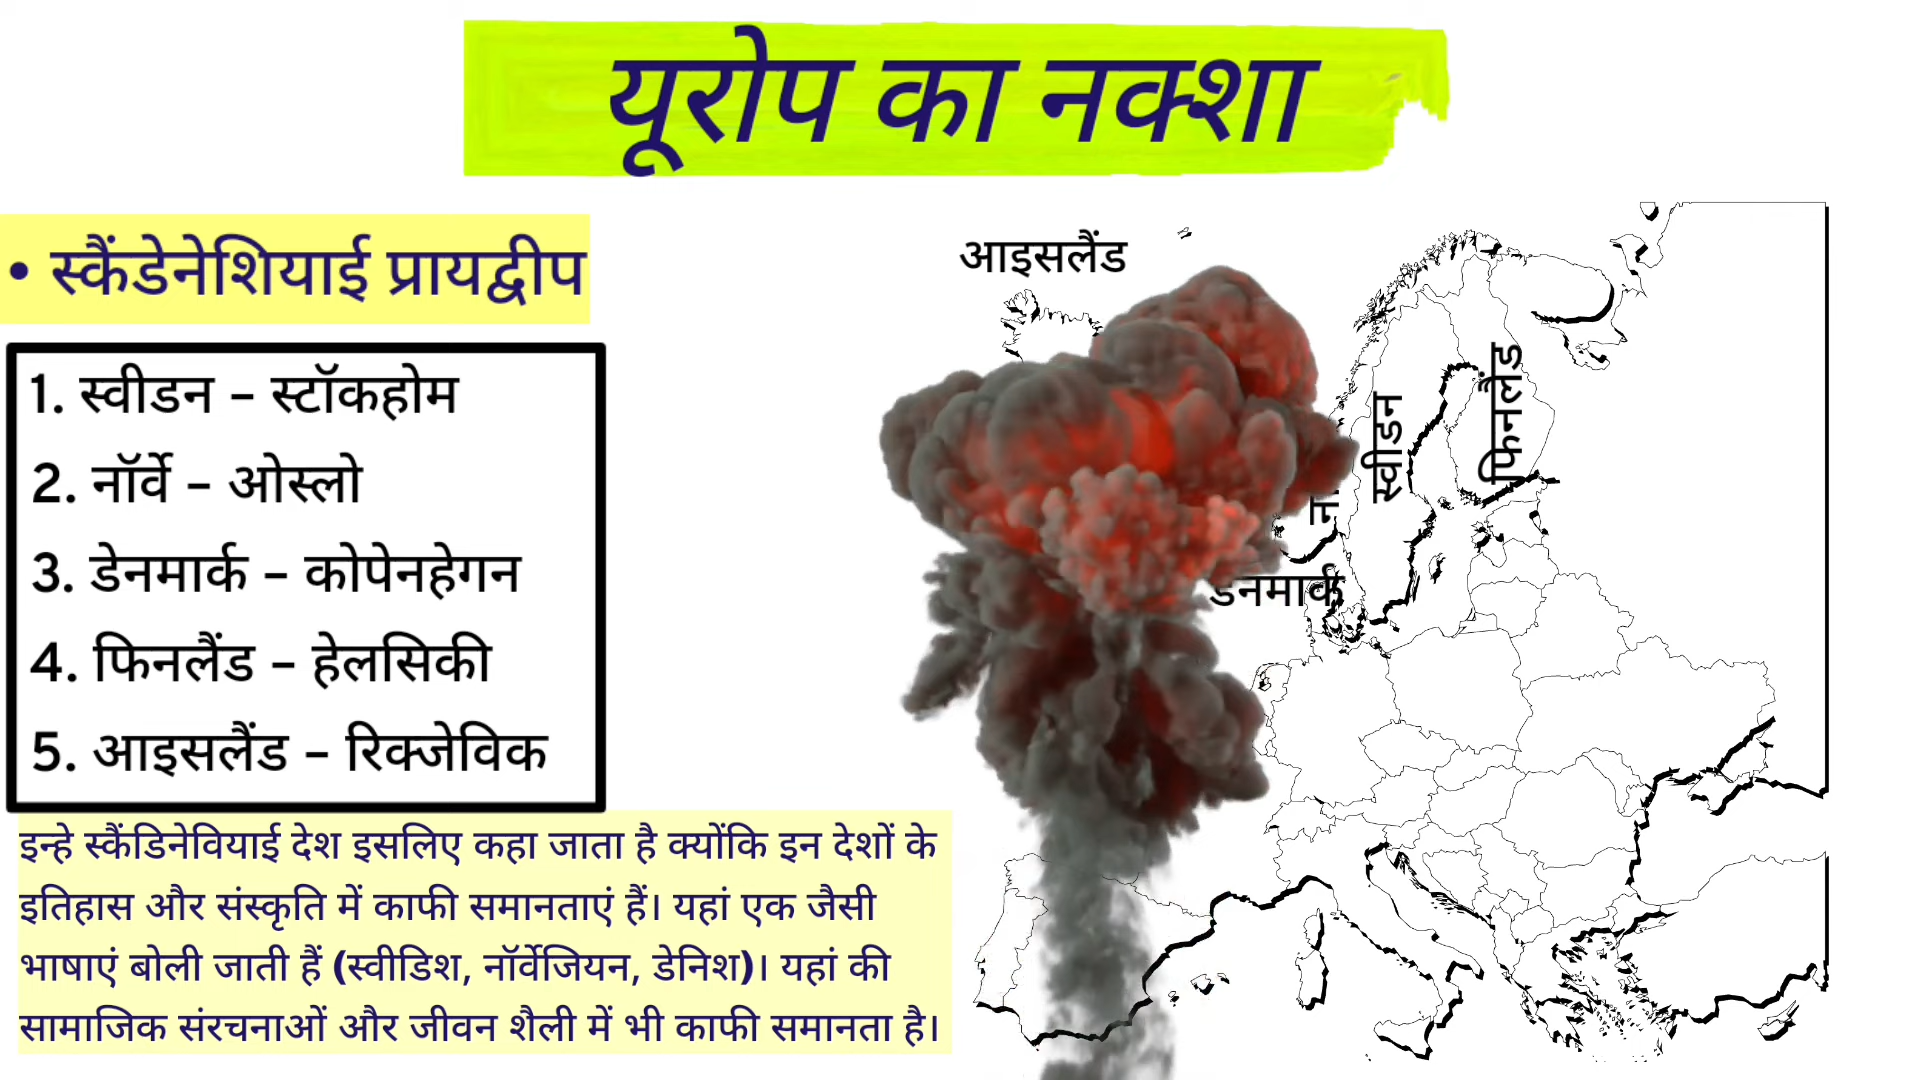 यूरोप का नक्शा
• स्कैंडेनेशियाई प्रायद्वीप
1. स्वीडन – स्टॉकहोम
2. नॉर्वे – ओस्लो
3. डेनमार्क – कोपेनहेगन
4. फिनलैंड – हेलसिकी
5. आइसलैंड – रिक्जेविक
इन्हे स्कैंडिनेवियाई देश इसलिए कहा जाता है क्योंकि इन देशों के
इतिहास और संस्कृति में काफी समानताएं हैं। यहां एक जैसी
भाषाएं बोली जाती हैं (स्वीडिश, नॉर्वेजियन, डेनिश)। यहां की
सामाजिक संरचनाओं और जीवन शैली में भी काफी समानता है।
आइसलैंड
स्वीडन
फिनलैंड
डेनमार्क